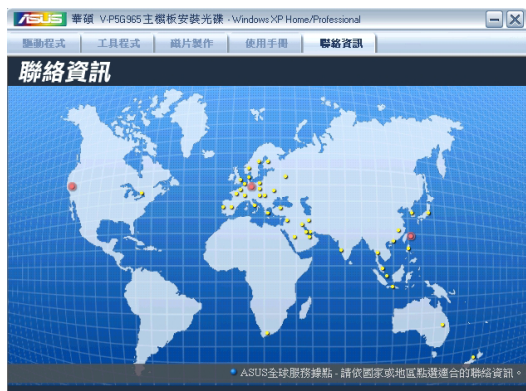 ASUS 華碩 V-P5G965主機板安裝光碟 - Windows XP Home/Professional
驅動程式 工具程式 磁片製作 使用手冊 聯絡資訊
聯絡資訊
ASUS全球服務據點 - 請依國家或地區點選適合的聯絡資訊。